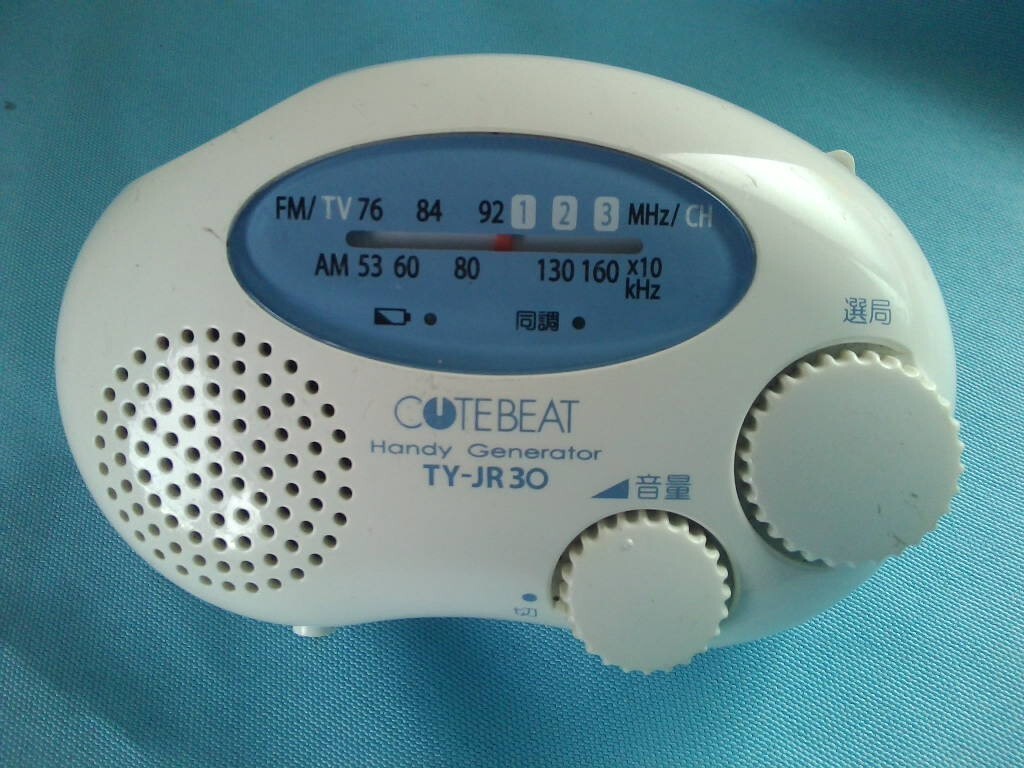 FM/ TV 76 84 92 1 2 3 MHz/ CH
AM 53 60 80 130 160 x10 kHz
同調
選局
CUTEBEAT
Handy Generator
TY-JR30
音量
切